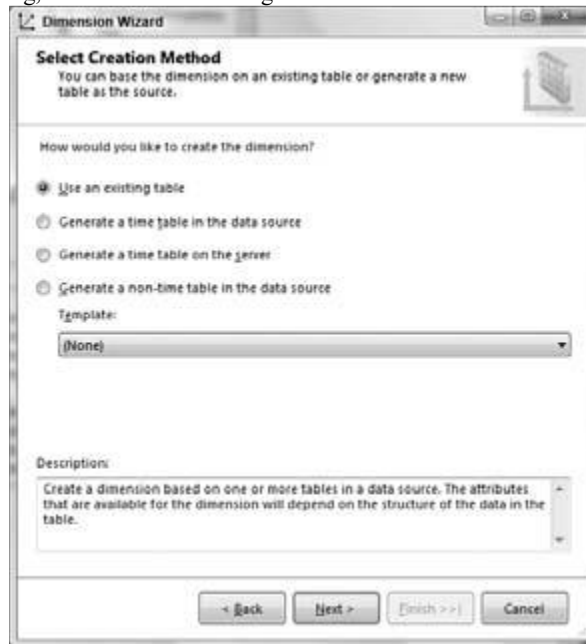 Dimension Wizard
Select Creation Method
You can base the dimension on an existing table or generate a new
table as the source.
How would you like to create the dimension?
Use an existing table
Generate a time table in the data source
Generate a time table on the server
Generate a non-time table in the data source
Template:
(None)
Description:
Create a dimension based on one or more tables in a data source. The attributes
that are available for the dimension will depend on the structure of the data in the
table.
< Back Next > Finish >>| Cancel